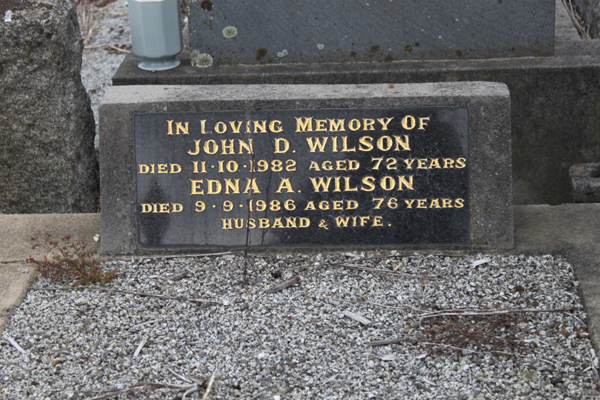 IN LOVING MEMORY OF
JOHN D. WILSON
DIED 11·10·1982 AGED 72 YEARS
EDNA A. WILSON
DIED 9·9·1986 AGED 76 YEARS
HUSBAND & WIFE.